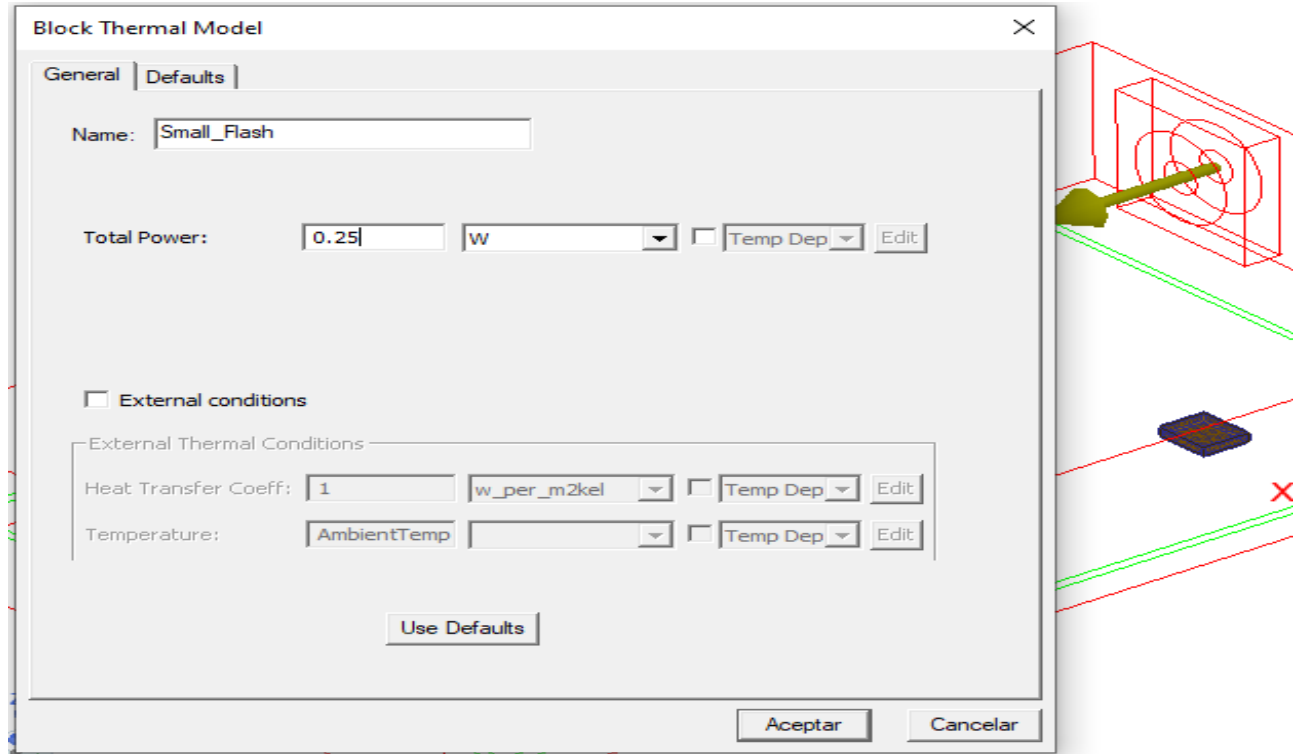 Block Thermal Model
General Defaults
Name: Small_Flash
Total Power: 0.25 W Temp Dep Edit
External conditions
External Thermal Conditions
Heat Transfer Coeff: 1 w_per_m2kel Temp Dep Edit
Temperature: AmbientTemp Temp Dep Edit
Use Defaults
Aceptar Cancelar